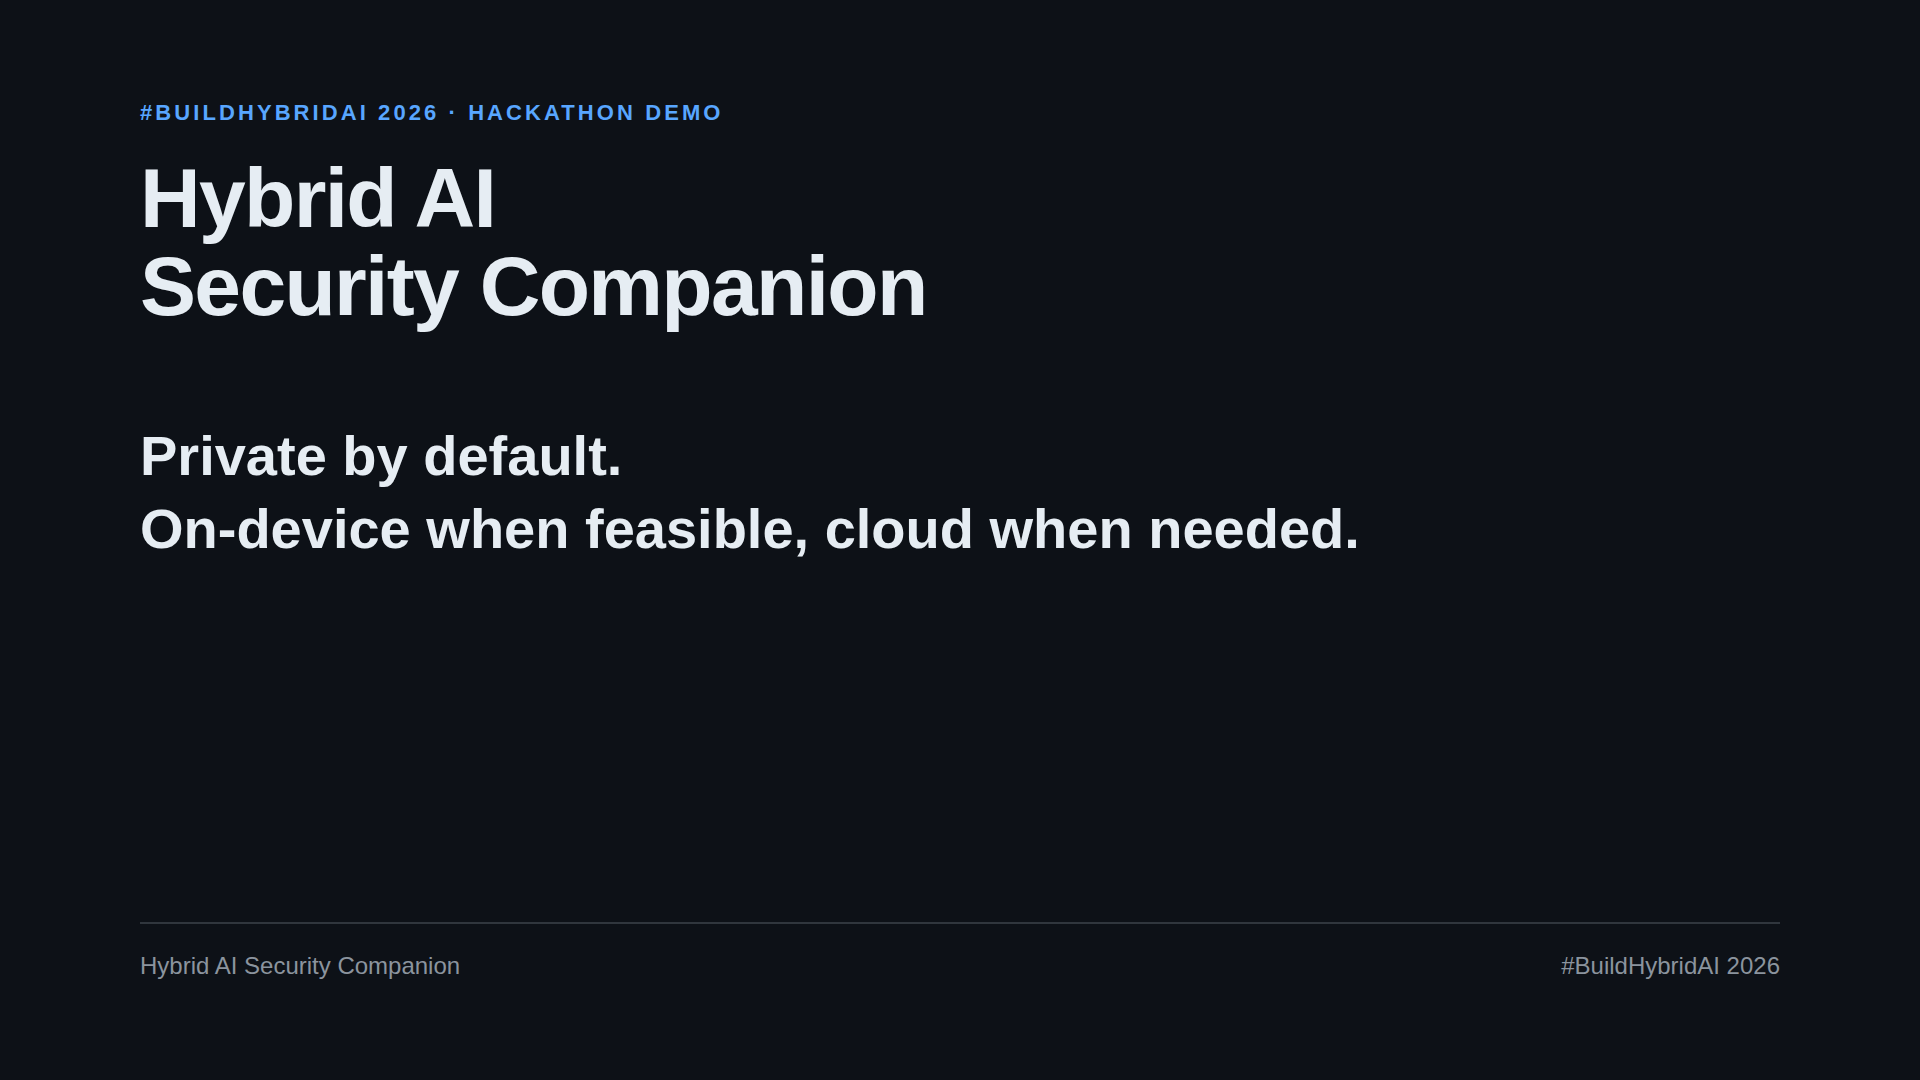 #BUILDHYBRIDAI 2026 · HACKATHON DEMO
Hybrid AI
Security Companion
Private by default.
On-device when feasible, cloud when needed.
Hybrid AI Security Companion
#BuildHybridAI 2026